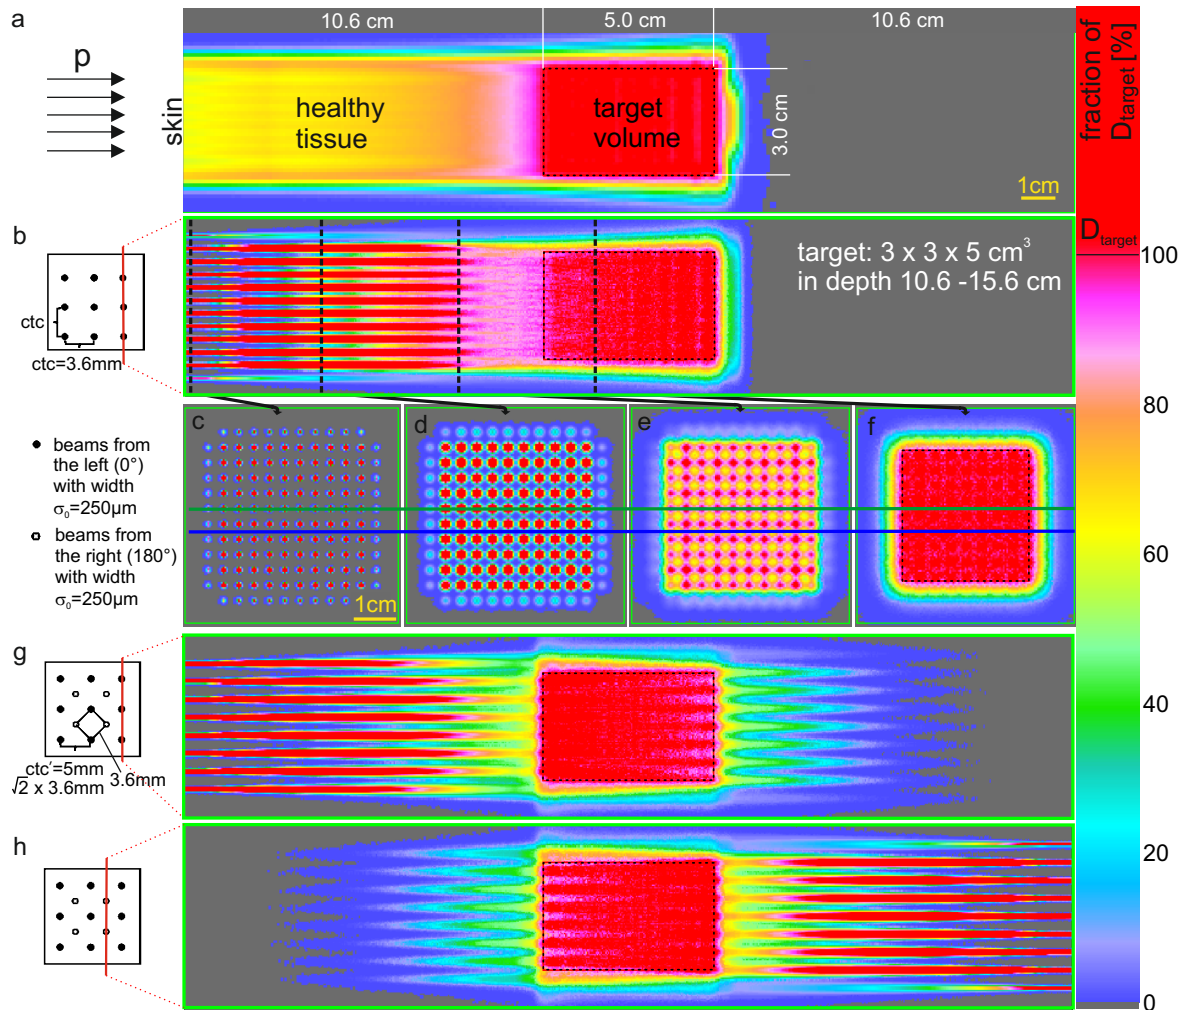 a
10.6 cm
5.0 cm
10.6 cm
fraction of
D_target [%]
p
skin
healthy
tissue
target
volume
3.0 cm
1cm
b
ctc
ctc=3.6mm
target: 3 x 3 x 5 cm³
in depth 10.6 -15.6 cm
D_target
100
80
60
40
20
0
c
d
e
f
1cm
beams from
the left (0°)
with width
σ₀=250µm
beams from
the right (180°)
with width
σ₀=250µm
g
ctc'=5mm
√2 x 3.6mm
3.6mm
h